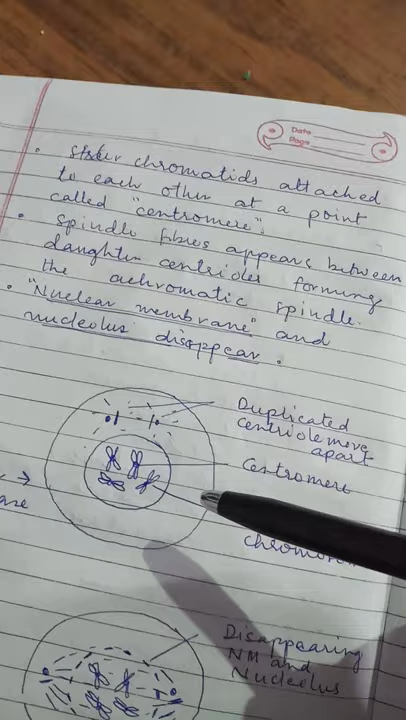 Date
Page
• sister chromatids attached
to each other at a point
called "centromere".
• spindle fibres appears between
daughter centrioles forming
the achromatic spindle.
• "Nuclear membrane" and
nucleolus disappear.
Duplicated
centriole move
apart
Centromere
Disappearing
NM and
Nucleolus